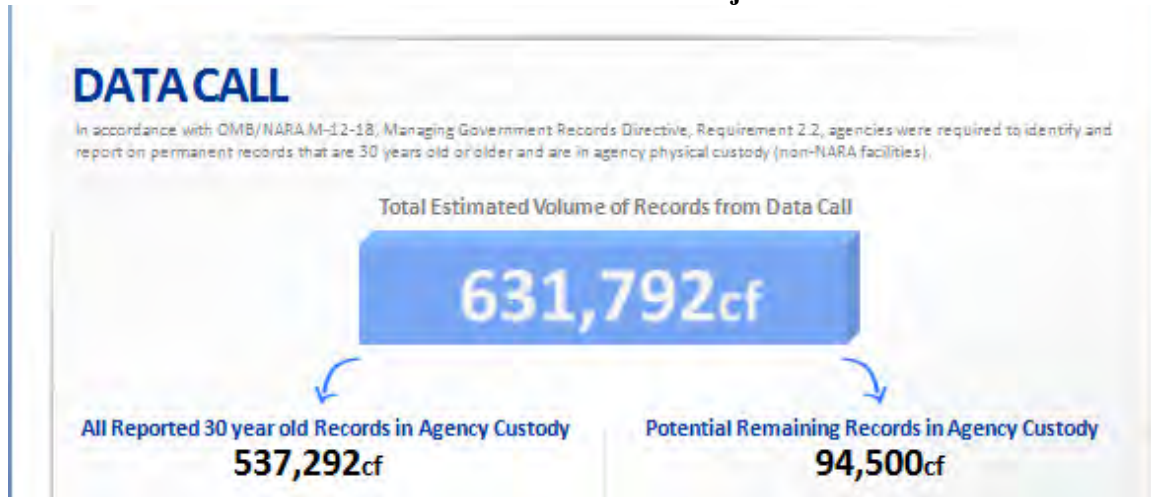 DATA CALL
In accordance with OMB/NARA M-12-18, Managing Government Records Directive, Requirement 2.2, agencies were required to identify and
report on permanent records that are 30 years old or older and are in agency physical custody (non-NARA facilities).
Total Estimated Volume of Records from Data Call
631,792cf
All Reported 30 year old Records in Agency Custody
537,292cf
Potential Remaining Records in Agency Custody
94,500cf